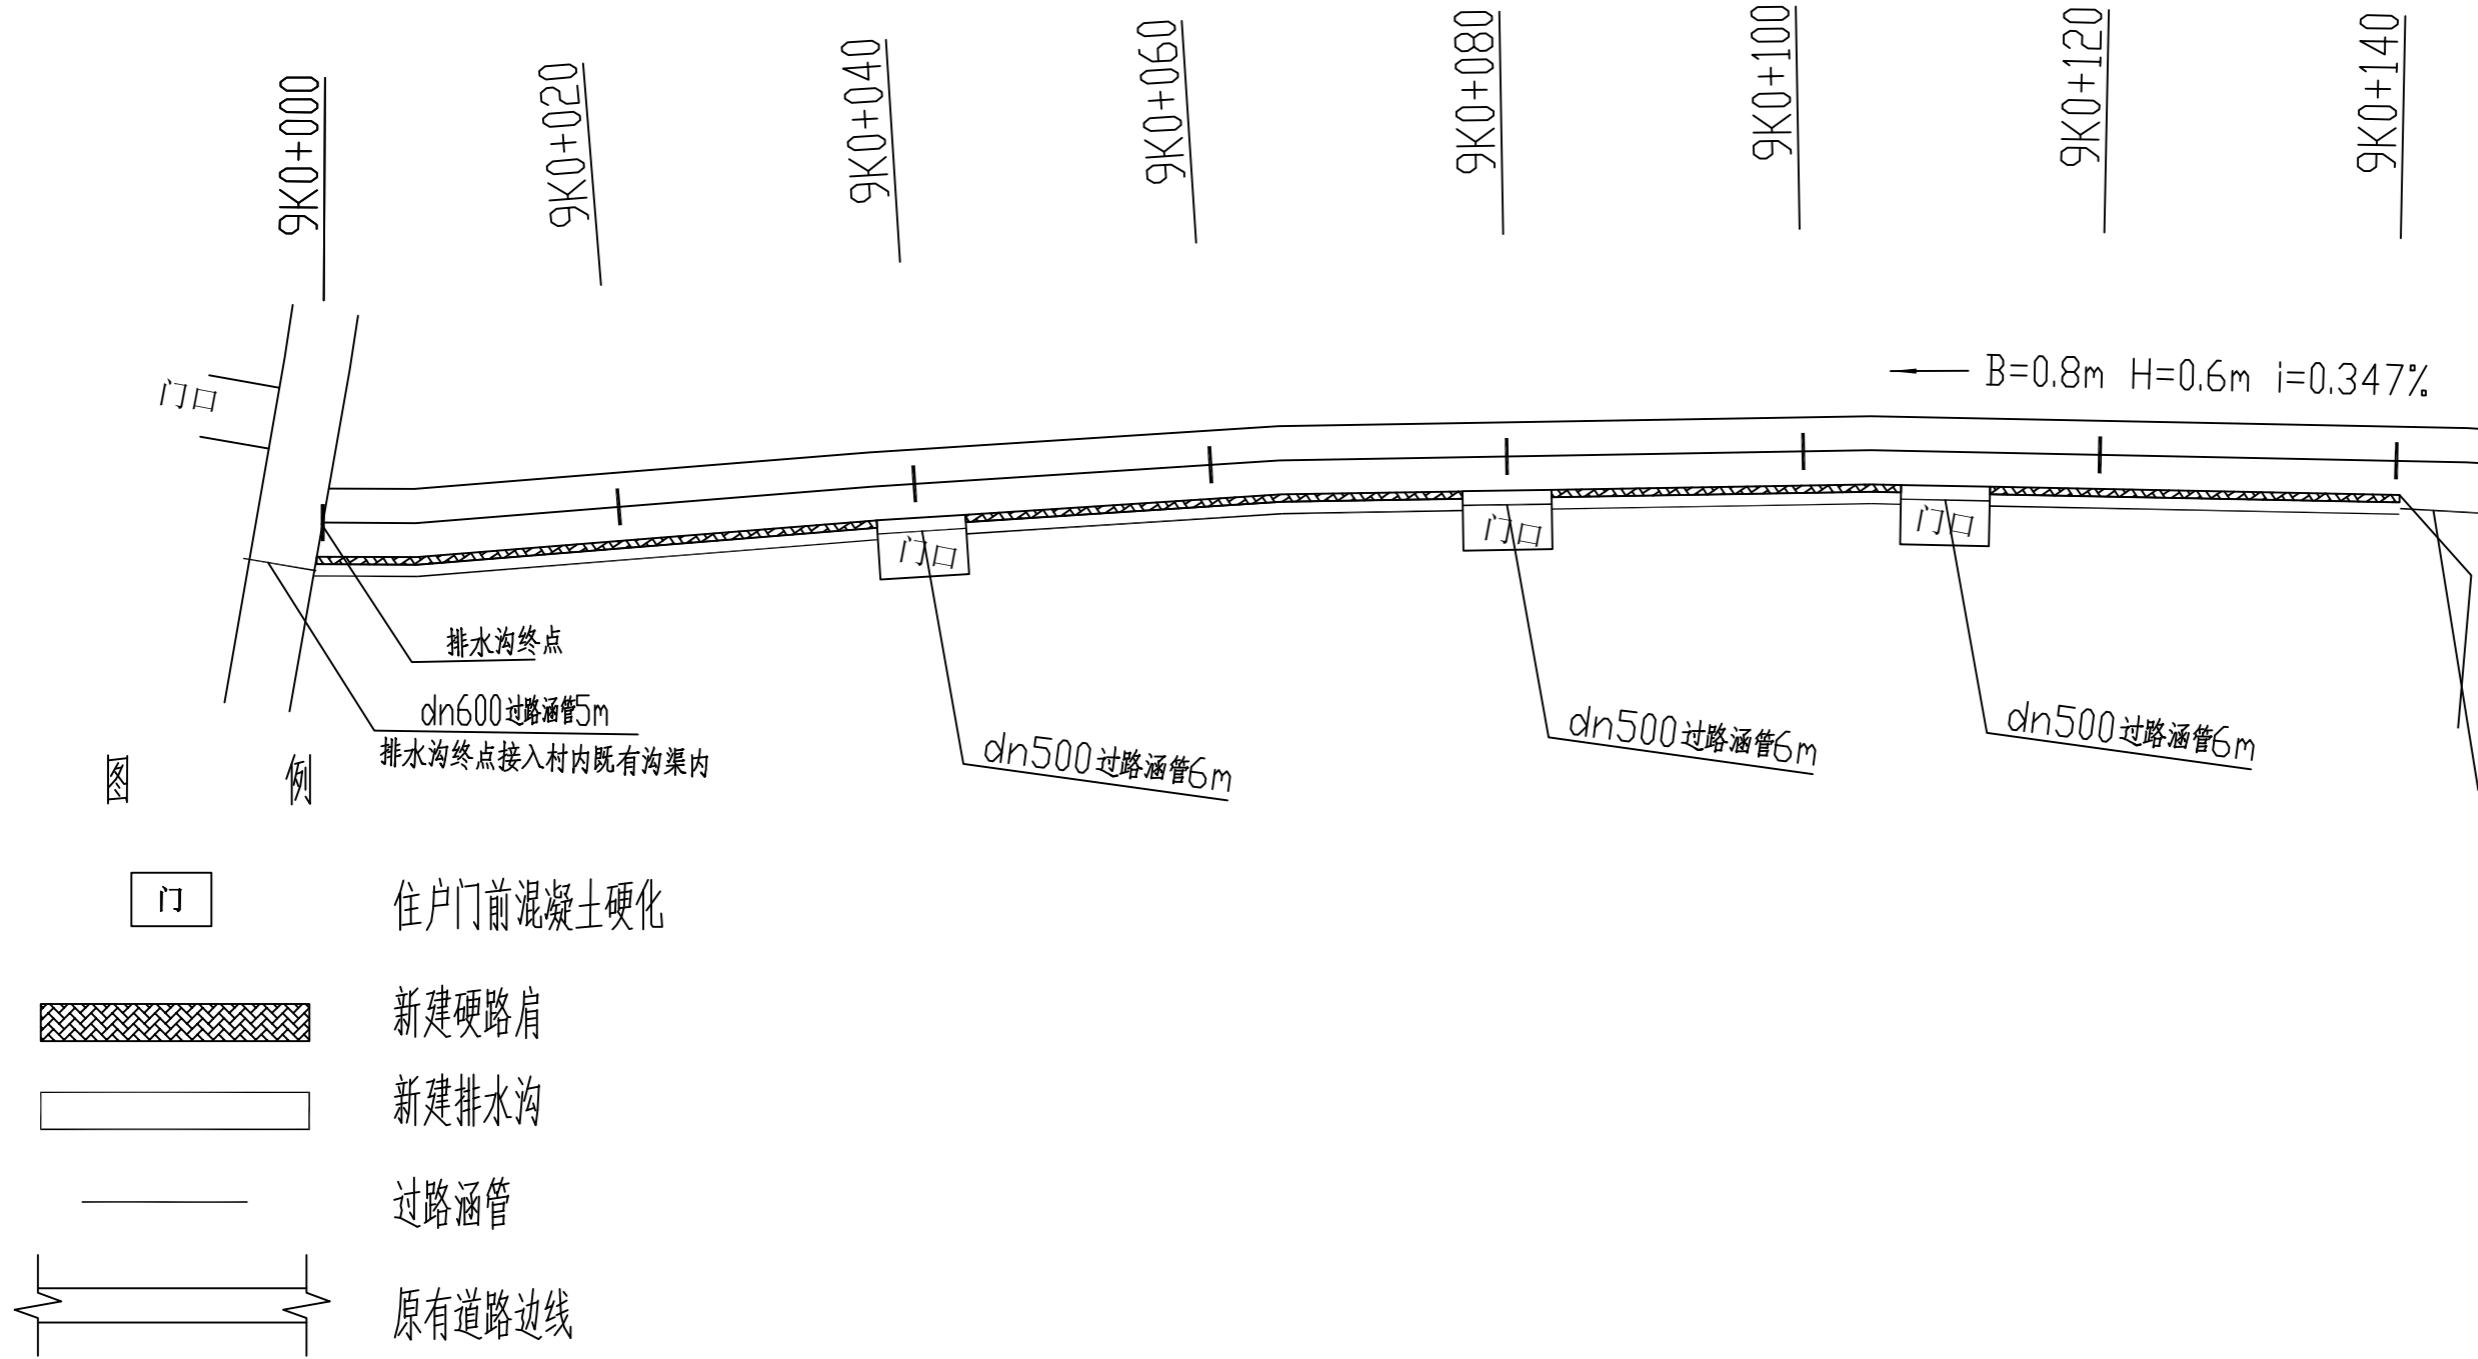 9K0+000
9K0+020
9K0+040
9K0+060
9K0+080
9K0+100
9K0+120
9K0+140
B=0.8m H=0.6m i=0.347%
门口
门口
门口
门口
排水沟终点
dn600过路涵管5m
排水沟终点接入村内既有沟渠内
dn500过路涵管6m
dn500过路涵管6m
dn500过路涵管6m
图 例
门 住户门前混凝土硬化
新建硬路肩
新建排水沟
过路涵管
原有道路边线